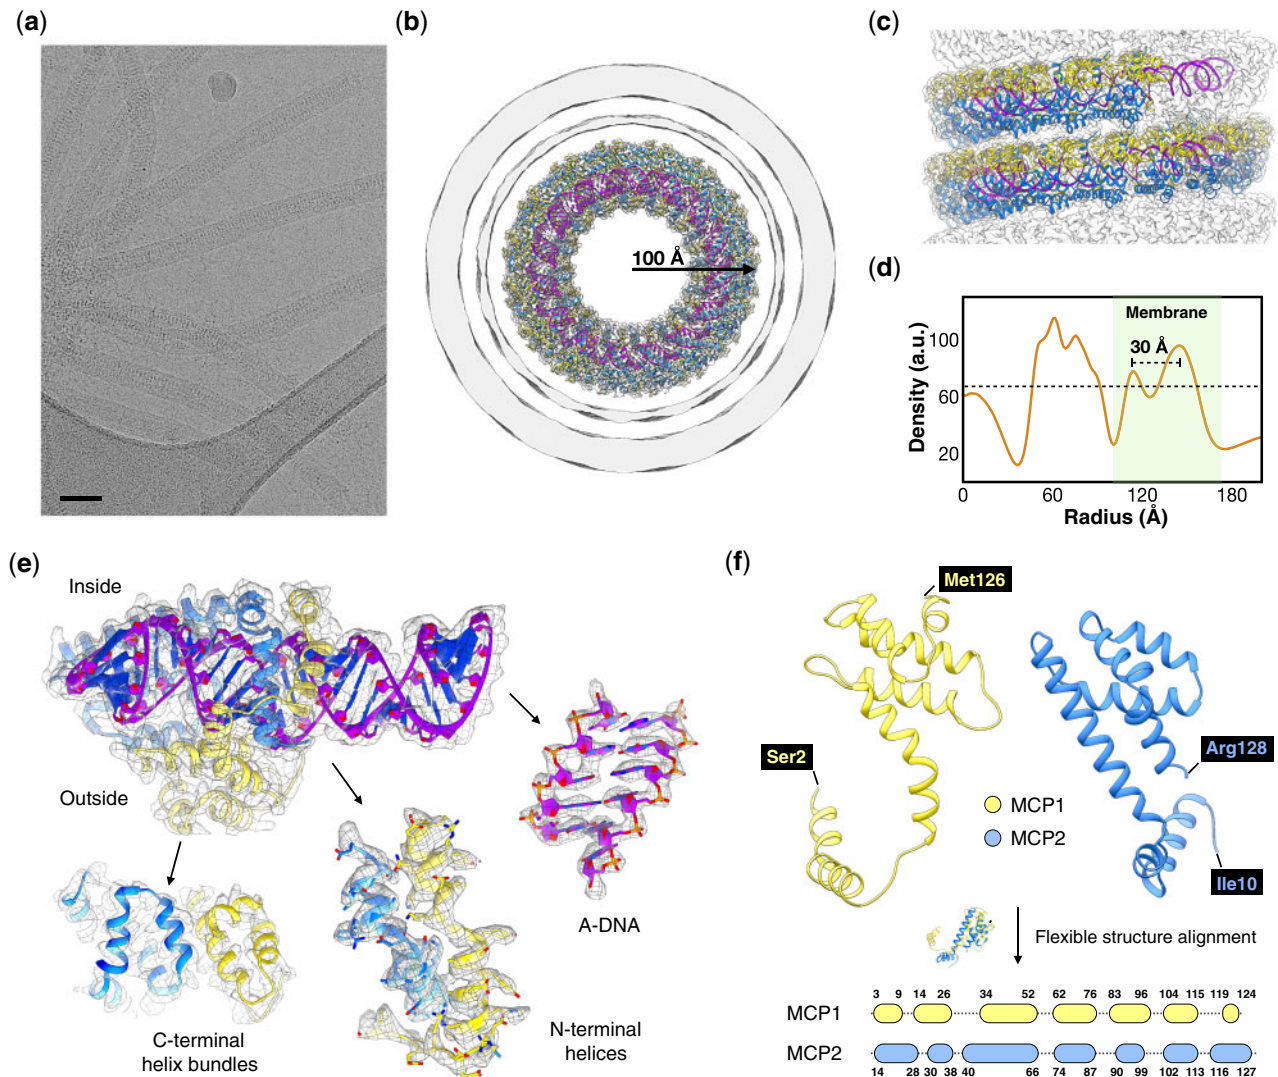 (a)
(b)
100 Å
(c)
(d)
Membrane
30 Å
Density (a.u.)
100
60
20
0 60 120 180
Radius (Å)
(e)
Inside
Outside
A-DNA
C-terminal
helix bundles
N-terminal
helices
(f)
Met126
Ser2
Arg128
MCP1
MCP2
Ile10
Flexible structure alignment
3 9 14 26 34 52 62 76 83 96 104 115 119 124
MCP1
MCP2
14 28 30 38 40 66 74 87 90 99 102 113 116 127